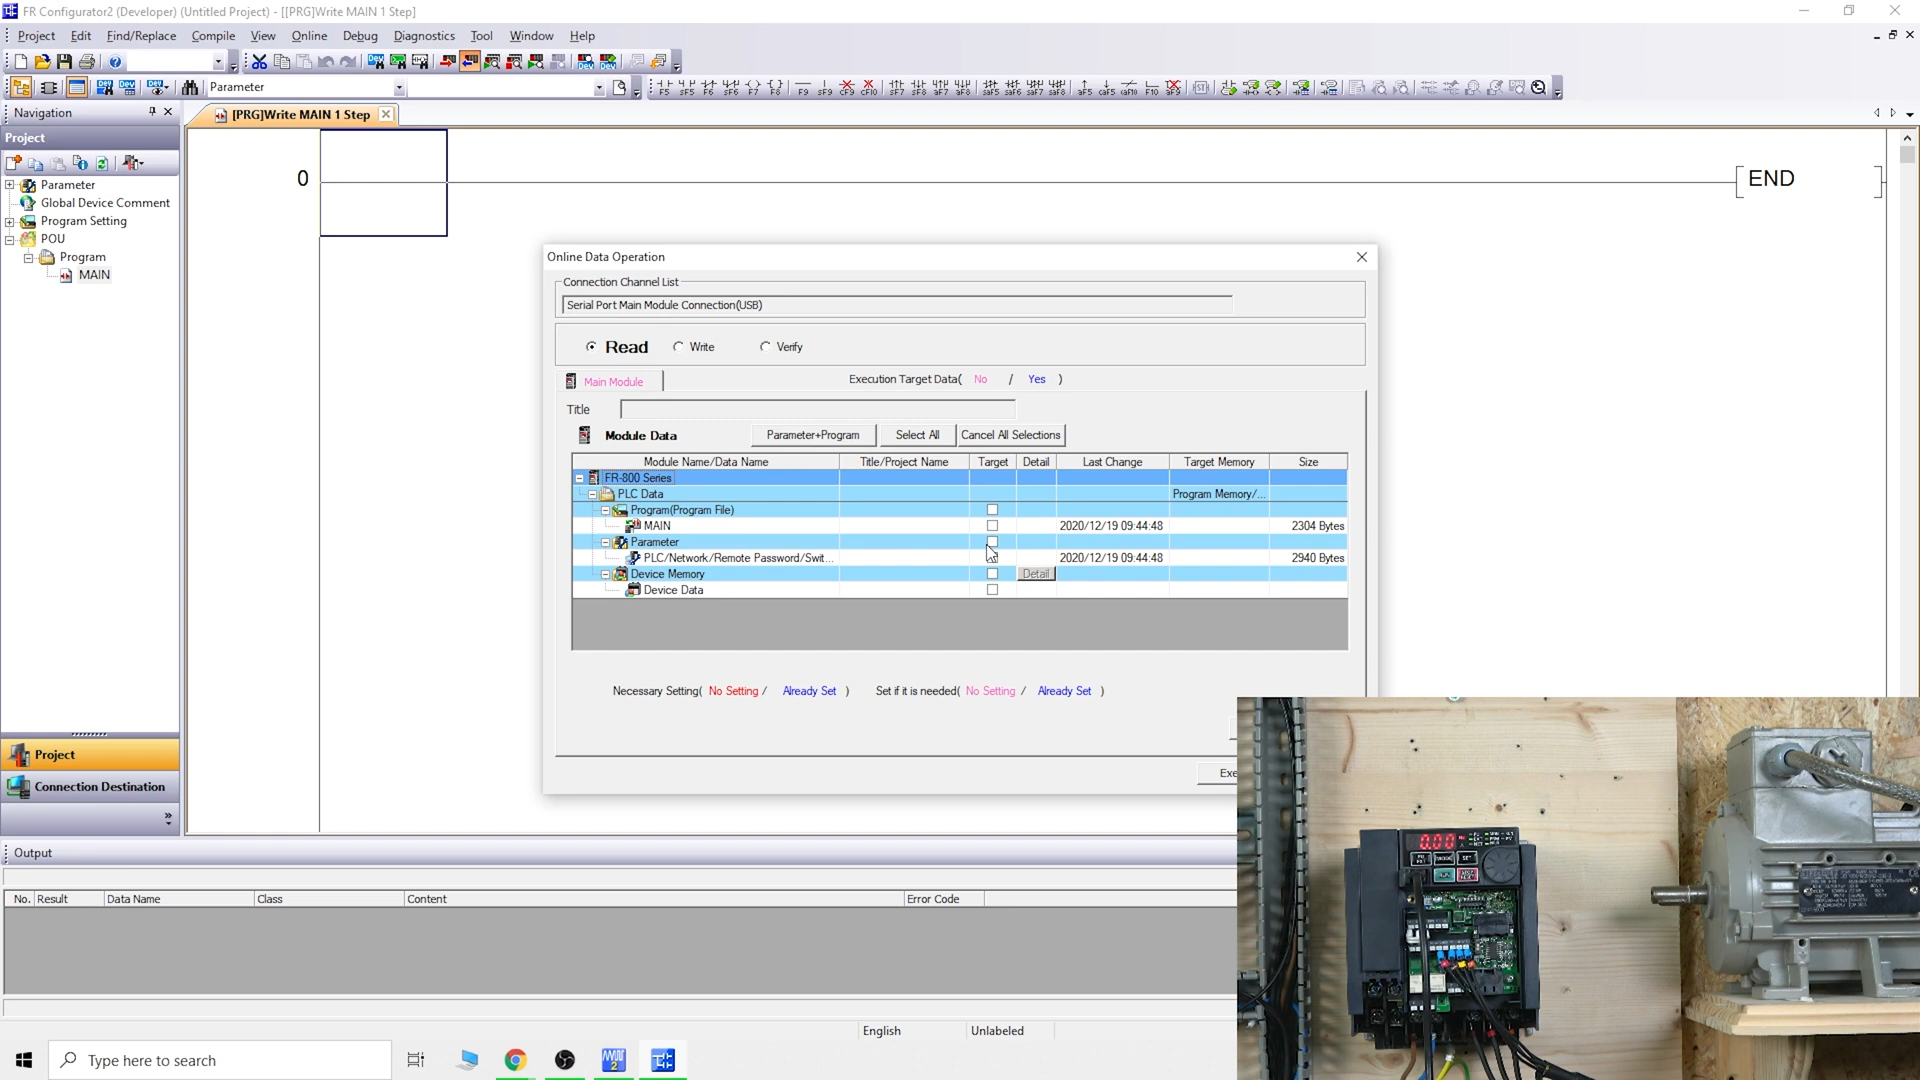 FR Configurator2 (Developer) (Untitled Project) - [[PRG]Write MAIN 1 Step]
Project Edit Find/Replace Compile View Online Debug Diagnostics Tool Window Help
Parameter
Navigation
[PRG]Write MAIN 1 Step
Project
Parameter
Global Device Comment
Program Setting
POU
Program
MAIN
0
END
Online Data Operation
Connection Channel List
Serial Port Main Module Connection(USB)
Read Write Verify
Main Module
Execution Target Data( No / Yes )
Title
Module Data Parameter+Program Select All Cancel All Selections
Module Name/Data Name Title/Project Name Target Detail Last Change Target Memory Size
FR-800 Series
PLC Data Program Memory/...
Program(Program File)
MAIN 2020/12/19 09:44:48 2304 Bytes
Parameter
PLC/Network/Remote Password/Swit... 2020/12/19 09:44:48 2940 Bytes
Device Memory Detail
Device Data
Necessary Setting( No Setting / Already Set ) Set if it is needed( No Setting / Already Set )
Exe
Project
Connection Destination
Output
No. Result Data Name Class Content Error Code
English Unlabeled
Type here to search
0.00